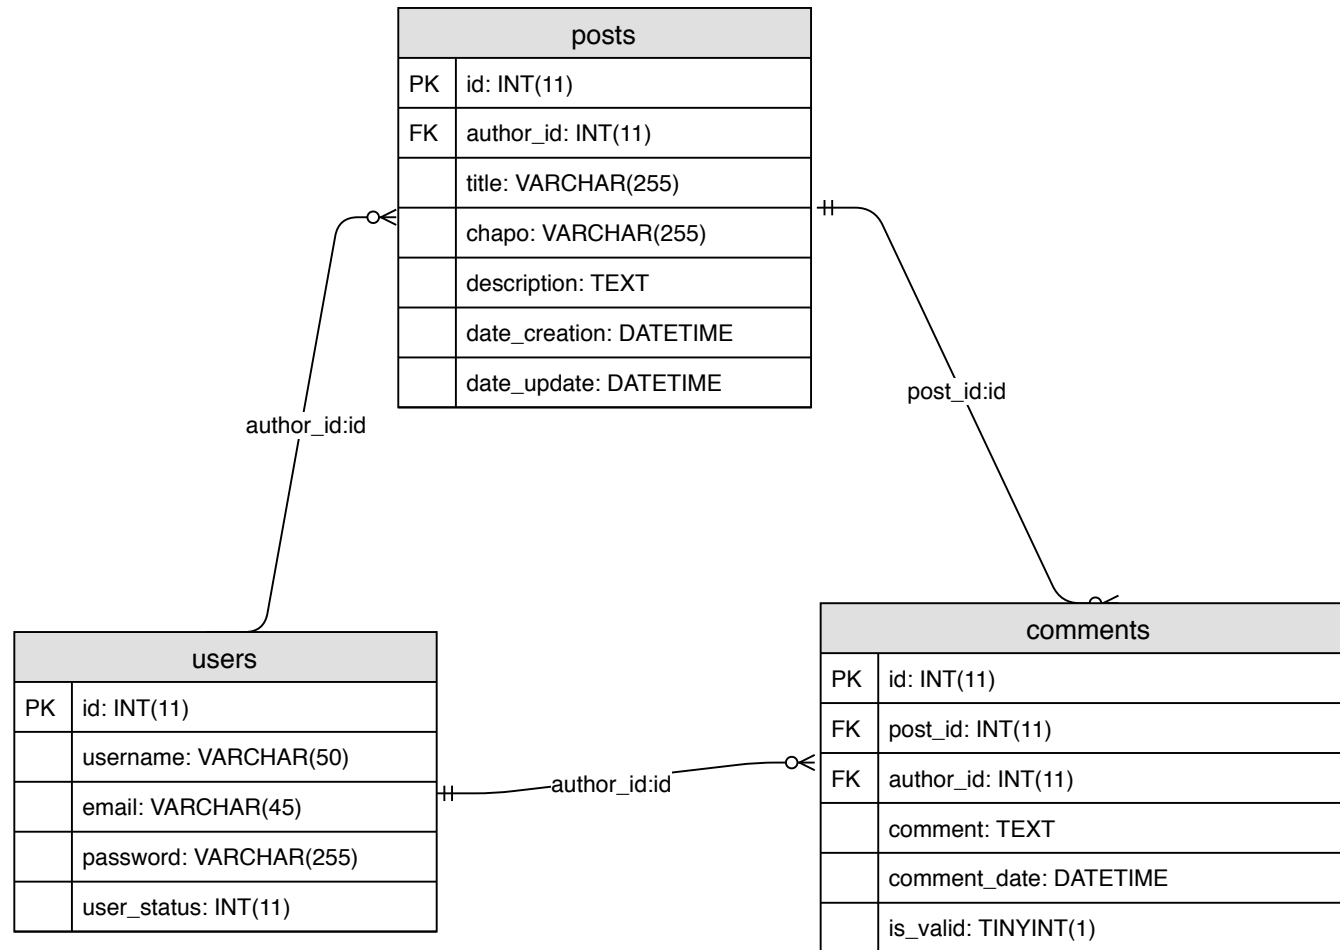 posts
PK id: INT(11)
FK author_id: INT(11)
title: VARCHAR(255)
chapo: VARCHAR(255)
description: TEXT
date_creation: DATETIME
date_update: DATETIME
author_id:id
post_id:id
users
PK id: INT(11)
username: VARCHAR(50)
email: VARCHAR(45)
password: VARCHAR(255)
user_status: INT(11)
author_id:id
comments
PK id: INT(11)
FK post_id: INT(11)
FK author_id: INT(11)
comment: TEXT
comment_date: DATETIME
is_valid: TINYINT(1)